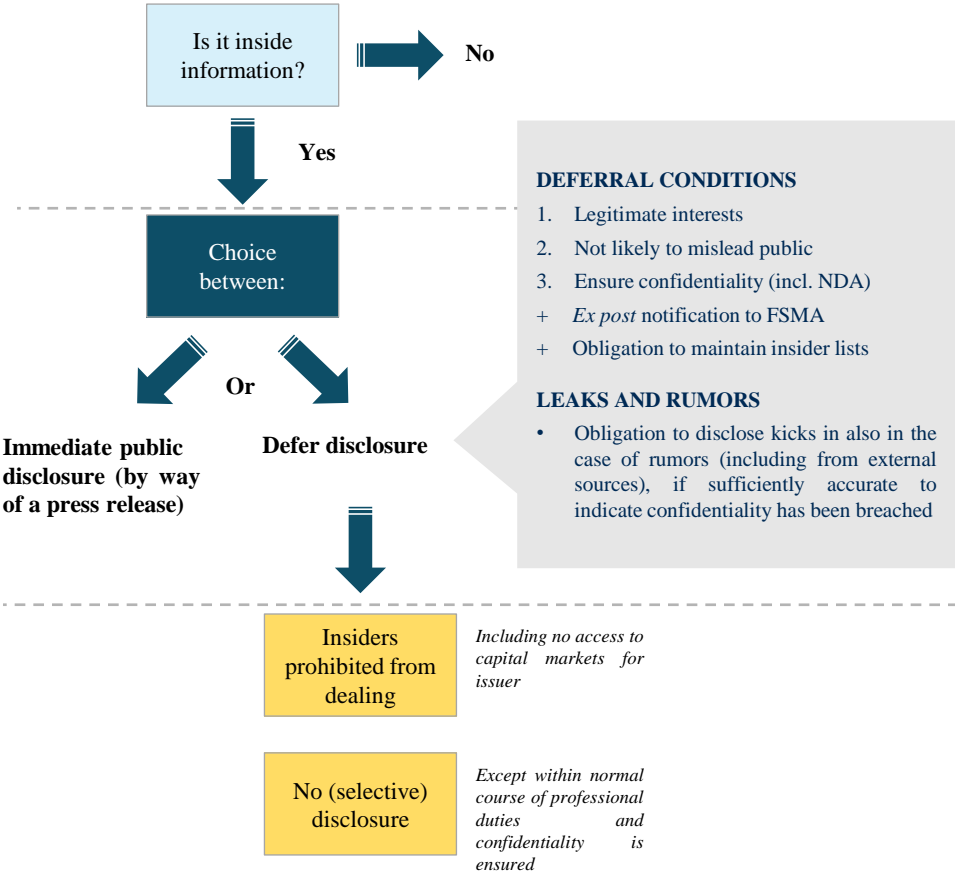 Is it inside
information?
No
Yes
DEFERRAL CONDITIONS
1. Legitimate interests
2. Not likely to mislead public
3. Ensure confidentiality (incl. NDA)
+ Ex post notification to FSMA
+ Obligation to maintain insider lists
LEAKS AND RUMORS
• Obligation to disclose kicks in also in the
case of rumors (including from external
sources), if sufficiently accurate to
indicate confidentiality has been breached
Choice
between:
Or
Immediate public
disclosure (by way
of a press release)
Defer disclosure
Insiders
prohibited from
dealing
Including no access to
capital markets for
issuer
No (selective)
disclosure
Except within normal
course of professional
duties and
confidentiality is
ensured